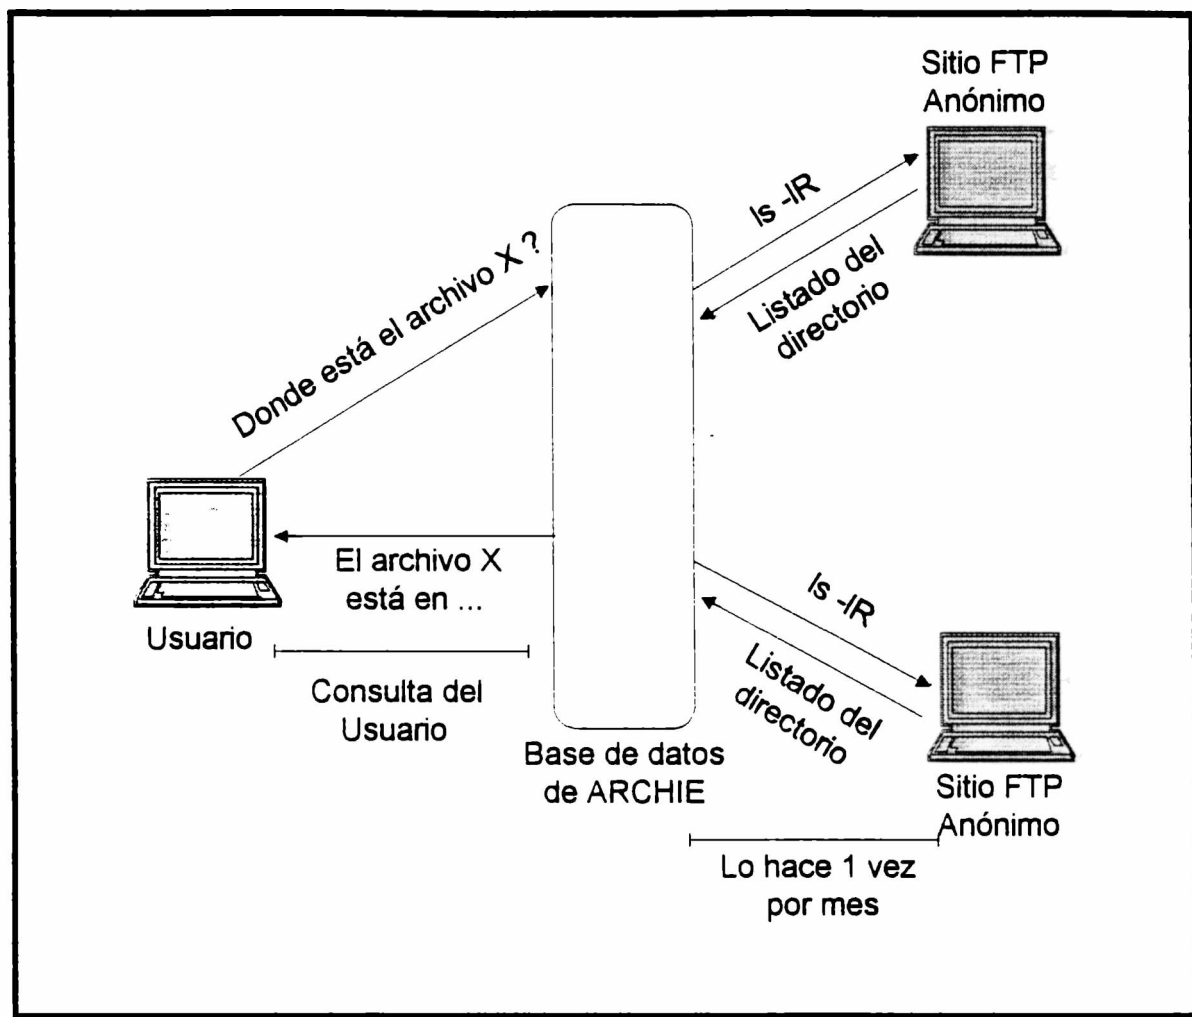 Sitio FTP
Anónimo
ls -lR
Listado del
directorio
Donde está el archivo X ?
El archivo X
está en ...
Usuario
Consulta del
Usuario
Base de datos
de ARCHIE
ls -lR
Listado del
directorio
Sitio FTP
Anónimo
Lo hace 1 vez
por mes